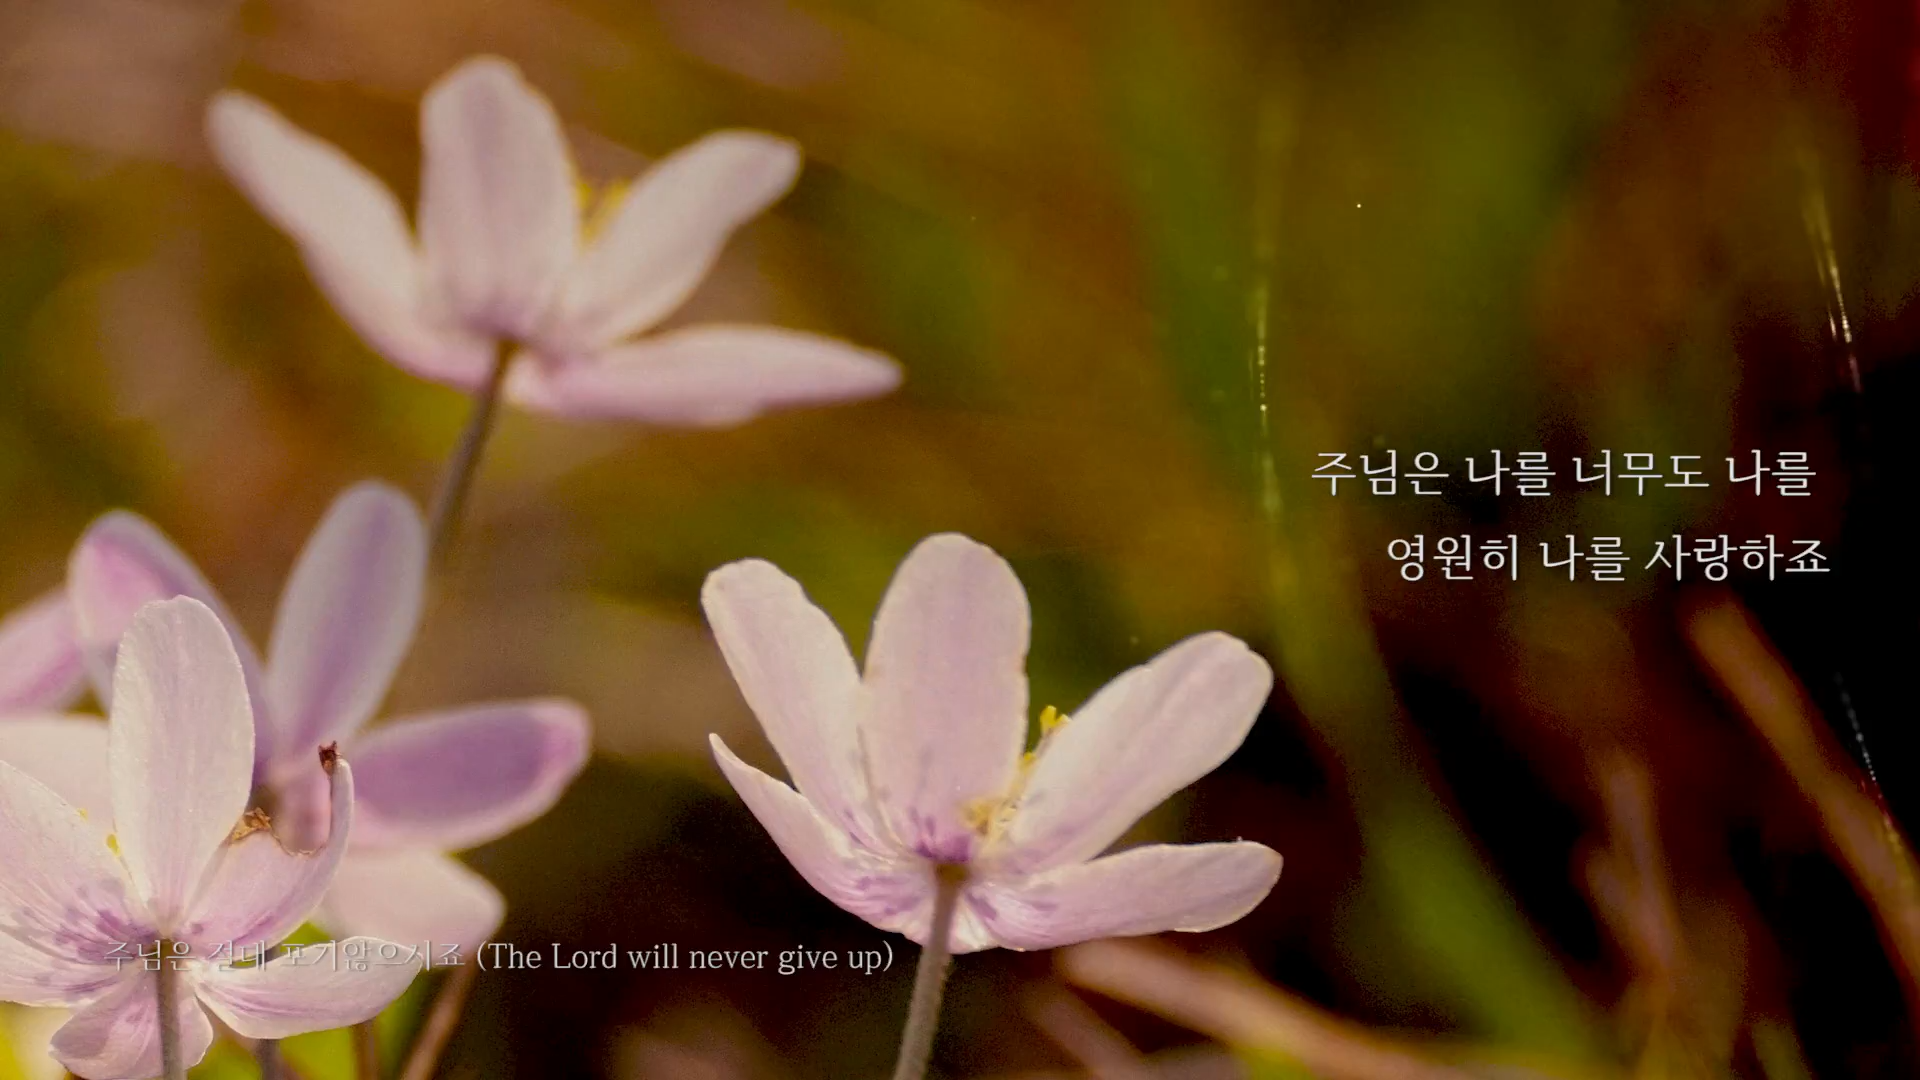 주님은 나를 너무도 나를
영원히 나를 사랑하죠
주님은 결대 포기않으시죠 (The Lord will never give up)